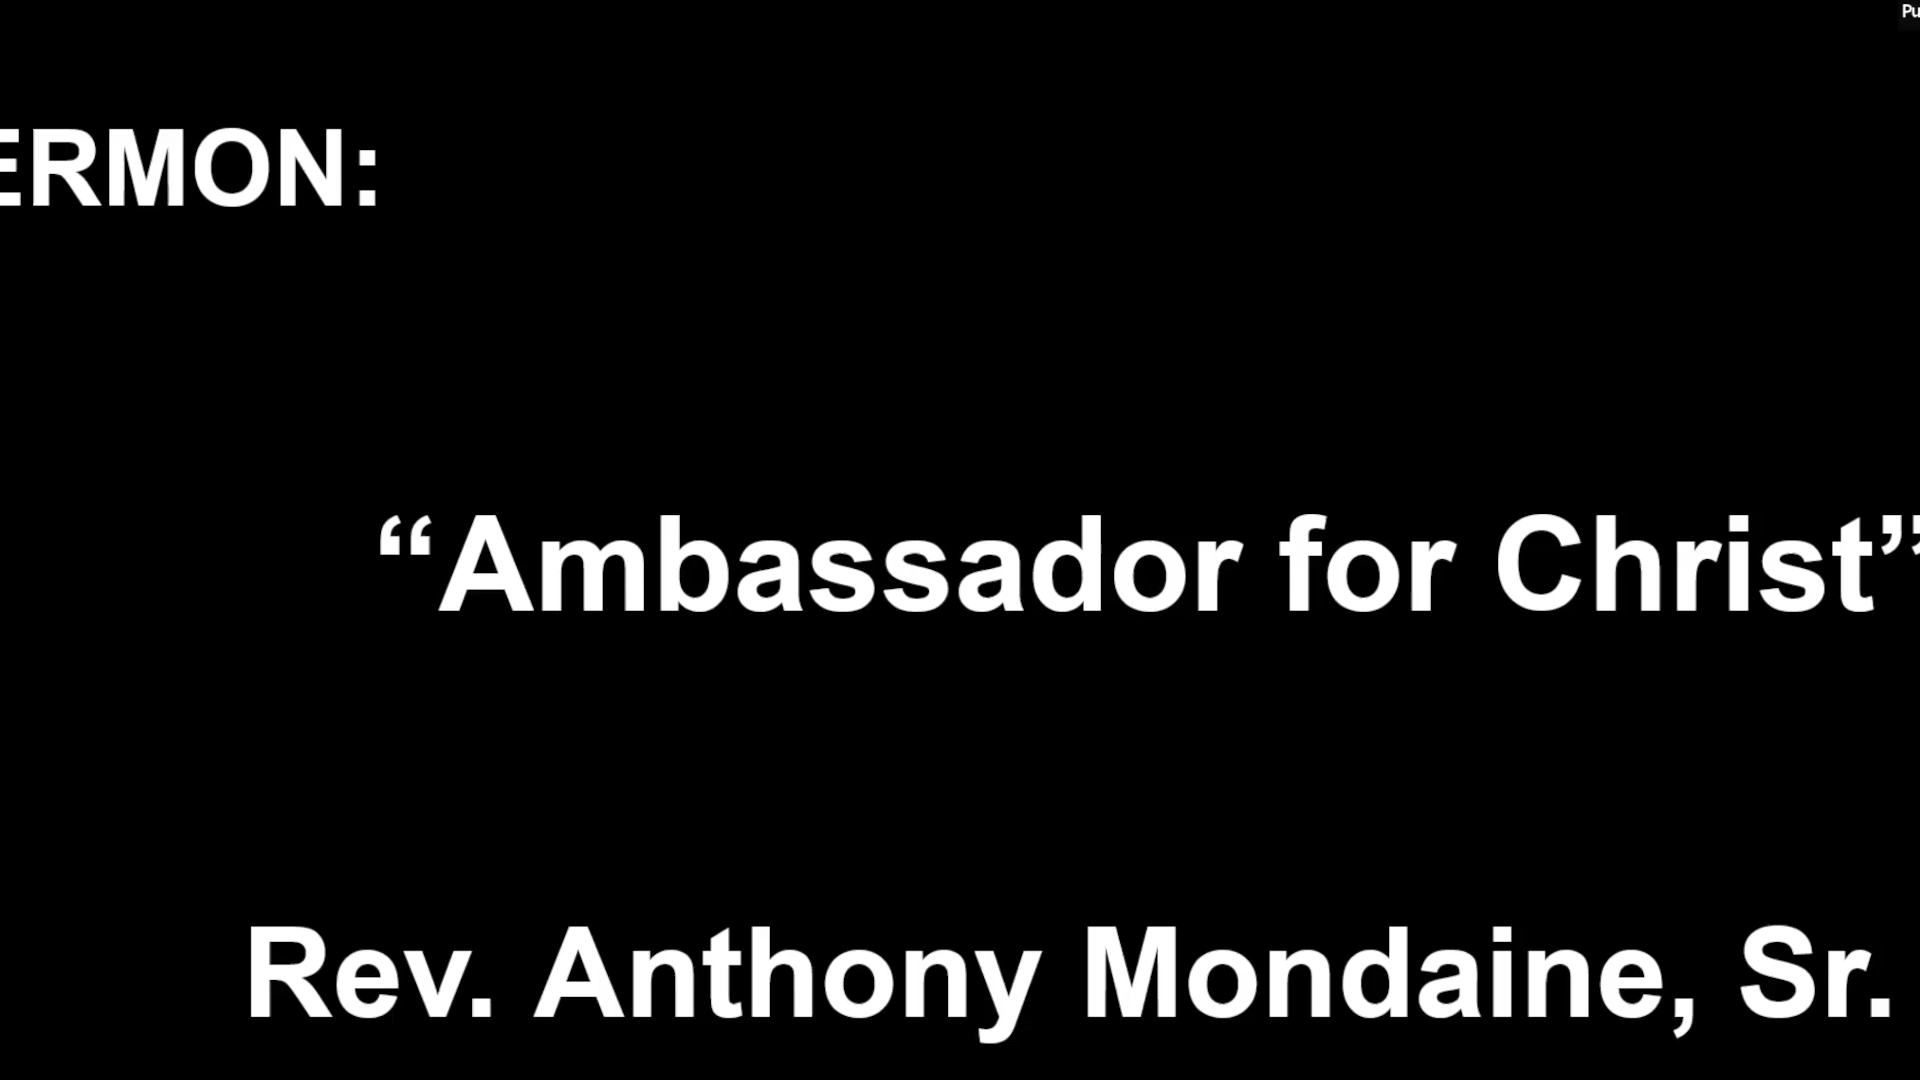 ERMON:
“Ambassador for Christ”
Rev. Anthony Mondaine, Sr.